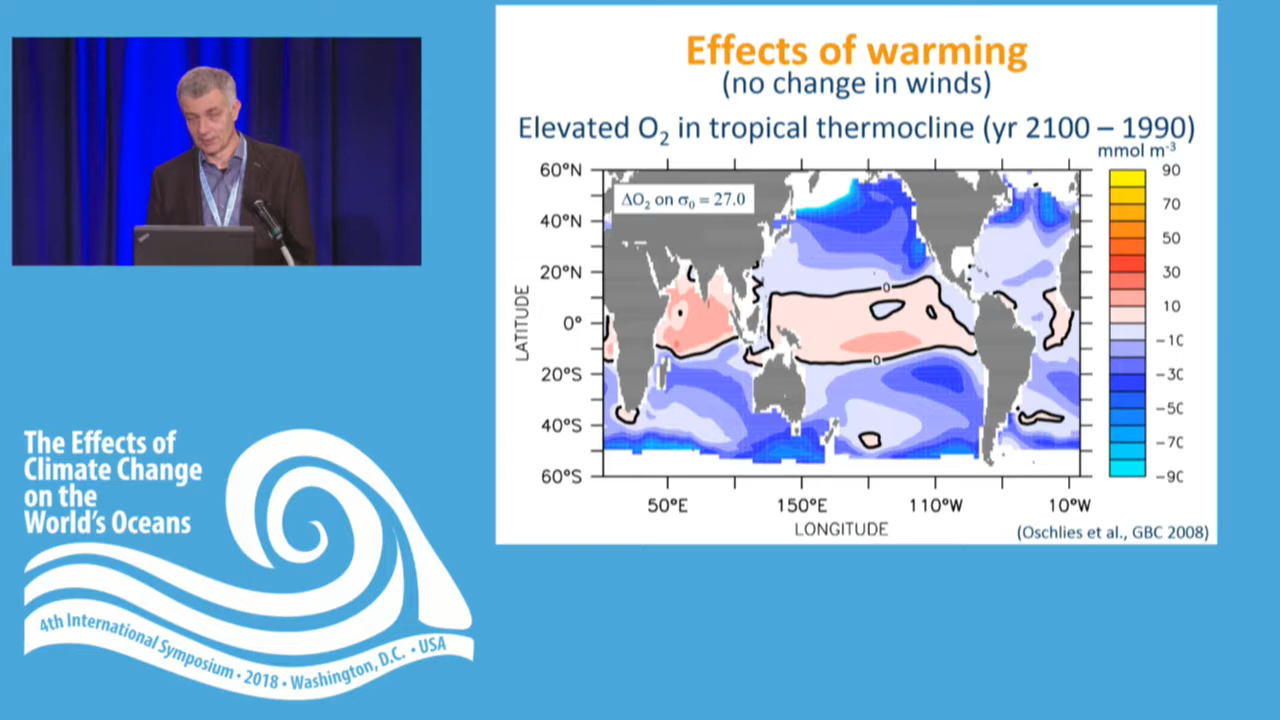 Effects of warming
(no change in winds)
Elevated O₂ in tropical thermocline (yr 2100 – 1990)
mmol m⁻³
ΔO₂ on σ₀ = 27.0
60°N
40°N
20°N
0°
20°S
40°S
60°S
LATITUDE
0
0
90
70
50
30
10
−10
−30
−50
−70
−90
50°E
150°E
110°W
10°W
LONGITUDE
(Oschlies et al., GBC 2008)
The Effects of
Climate Change
on the
World's Oceans
4th International Symposium • 2018 • Washington, D.C. • USA